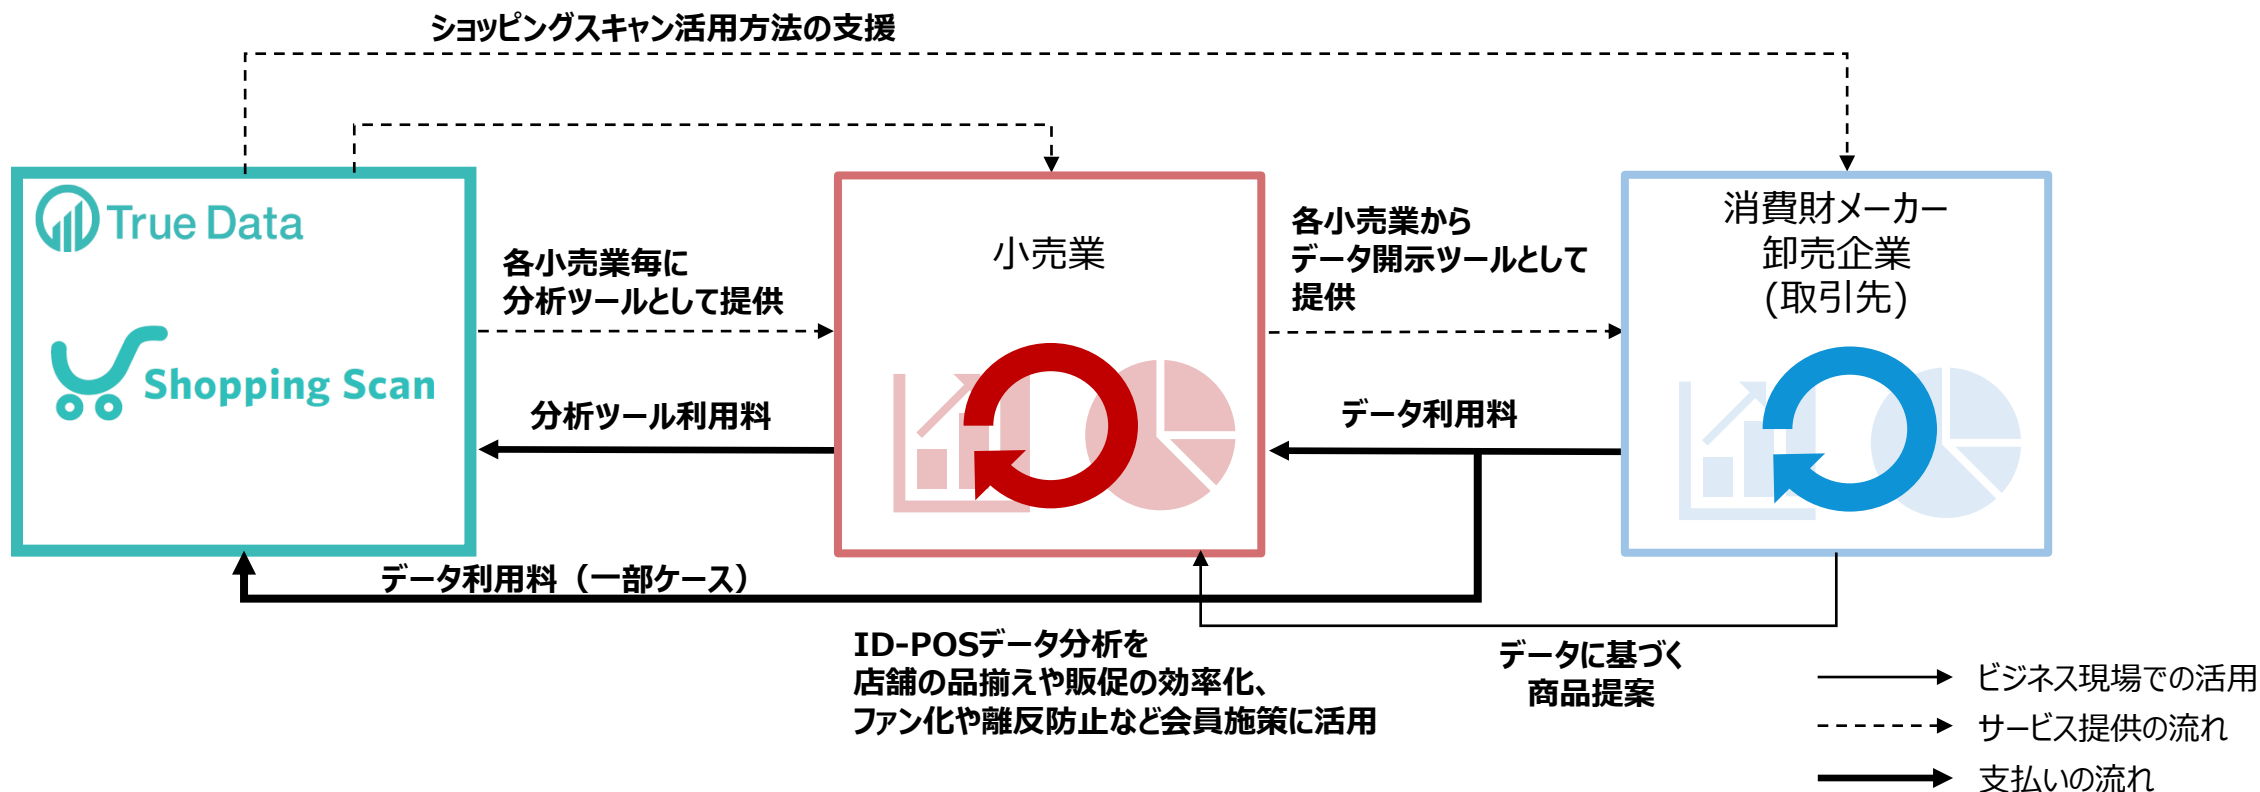 ショッピングスキャン活用方法の支援
True Data
Shopping Scan
各小売業毎に
分析ツールとして提供
分析ツール利用料
小売業
各小売業から
データ開示ツールとして
提供
データ利用料
消費財メーカー
卸売企業
(取引先)
データ利用料（一部ケース）
ID-POSデータ分析を
店舗の品揃えや販促の効率化、
ファン化や離反防止など会員施策に活用
データに基づく
商品提案
ビジネス現場での活用
サービス提供の流れ
支払いの流れ